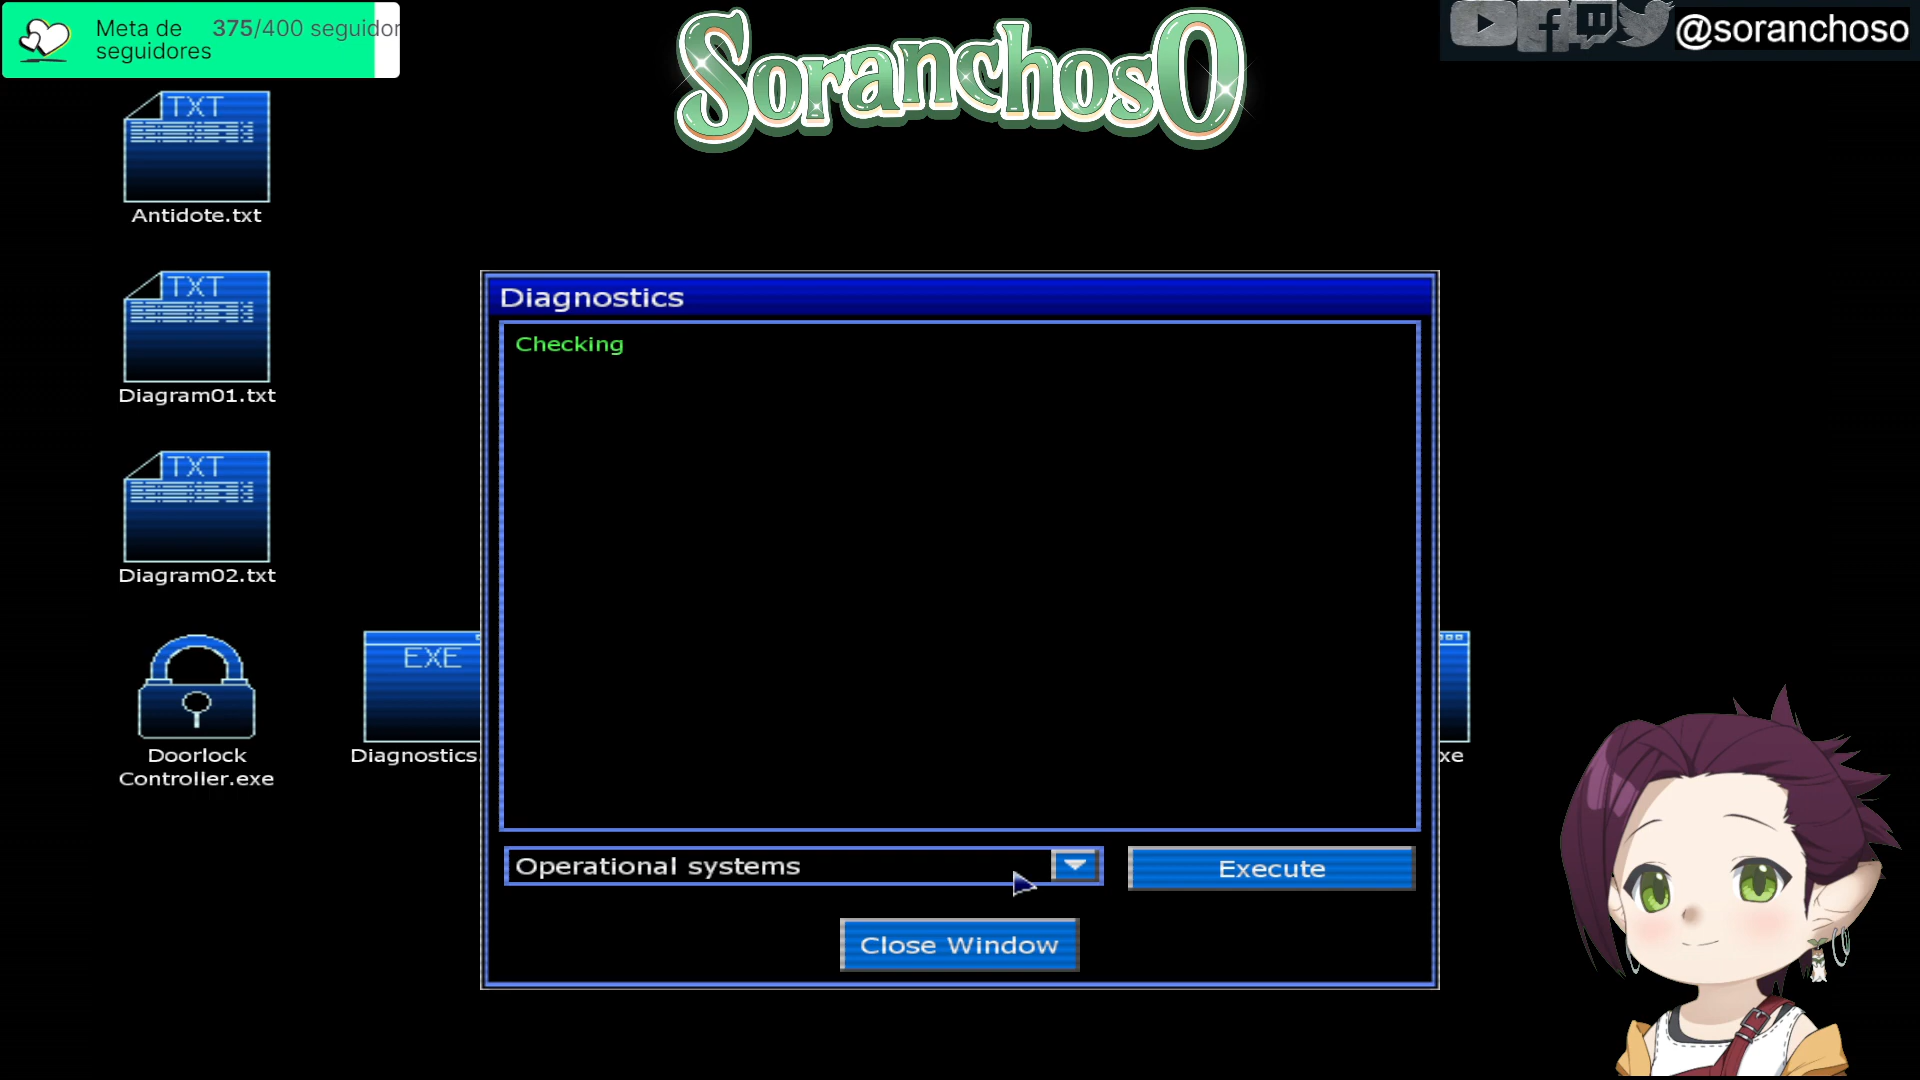 Meta de seguidores
375/400 seguidor
SoranchosO
@soranchoso
TXT
Antidote.txt
TXT
Diagram01.txt
TXT
Diagram02.txt
Doorlock
Controller.exe
EXE
Diagnostics.
xe
Diagnostics
Checking
Operational systems
Execute
Close Window